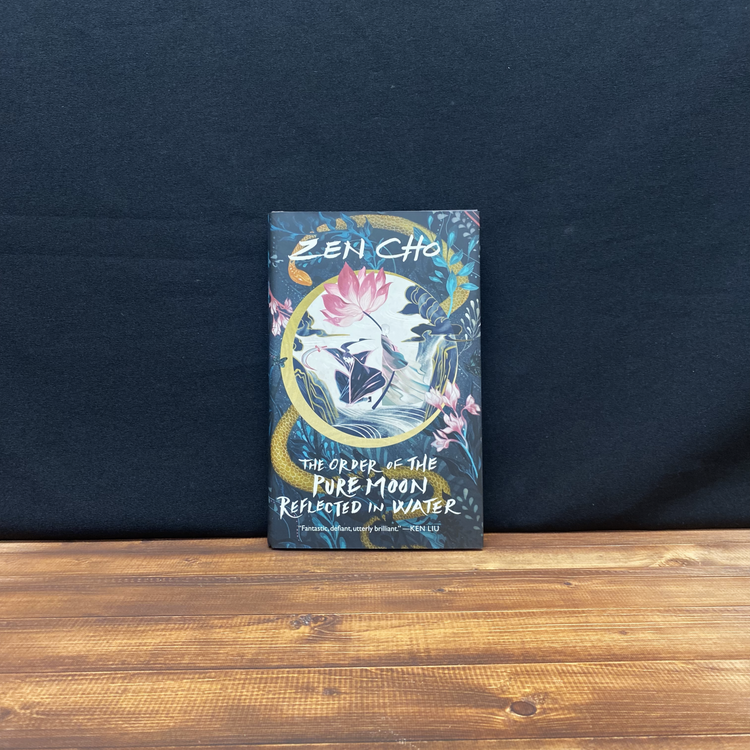 ZEN CHO
THE ORDER OF THE
PURE MOON
REFLECTED IN WATER
"Fantastic, defiant, utterly brilliant." —KEN LIU